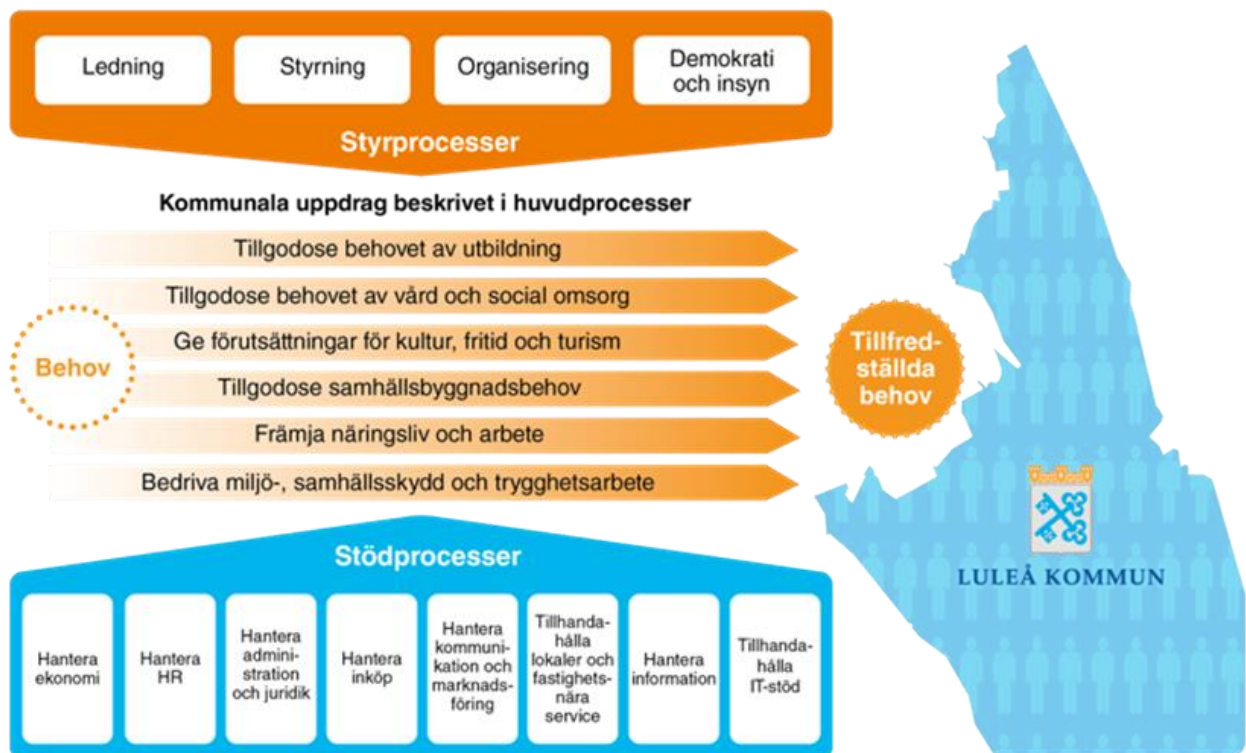 Ledning
Styrning
Organisering
Demokrati
och insyn
Styrprocesser
Kommunala uppdrag beskrivet i huvudprocesser
Tillgodose behovet av utbildning
Tillgodose behovet av vård och social omsorg
Ge förutsättningar för kultur, fritid och turism
Tillgodose samhällsbyggnadsbehov
Främja näringsliv och arbete
Bedriva miljö-, samhällsskydd och trygghetsarbete
Behov
Tillfred-
ställda
behov
LULEÅ KOMMUN
Stödprocesser
Hantera
ekonomi
Hantera
HR
Hantera
admini-
stration
och juridik
Hantera
inköp
Hantera
kommuni-
kation och
marknads-
föring
Tillhanda-
hålla
lokaler och
fastighets-
nära
service
Hantera
information
Tillhanda-
hålla
IT-stöd